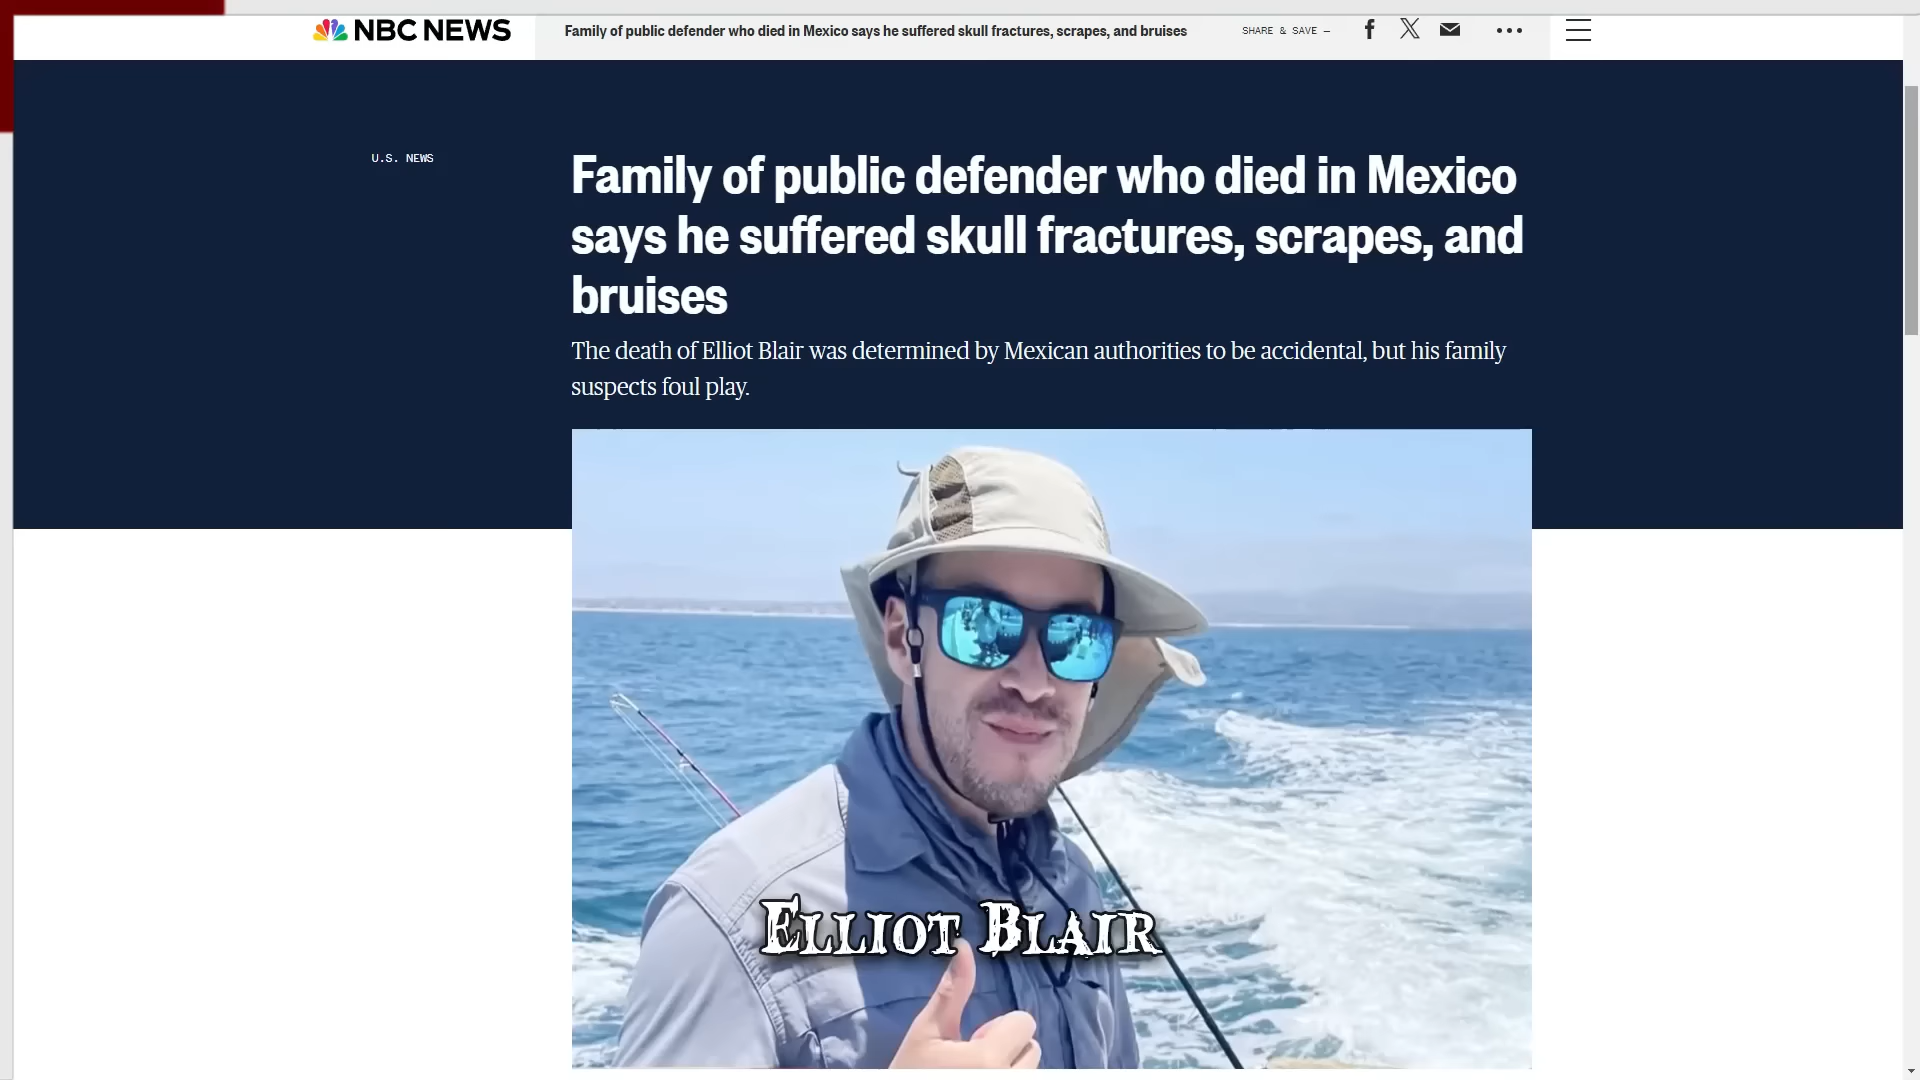 NBC NEWS
Family of public defender who died in Mexico says he suffered skull fractures, scrapes, and bruises
SHARE & SAVE —
U.S. NEWS
Family of public defender who died in Mexico
says he suffered skull fractures, scrapes, and
bruises
The death of Elliot Blair was determined by Mexican authorities to be accidental, but his family
suspects foul play.
ELLIOT BLAIR